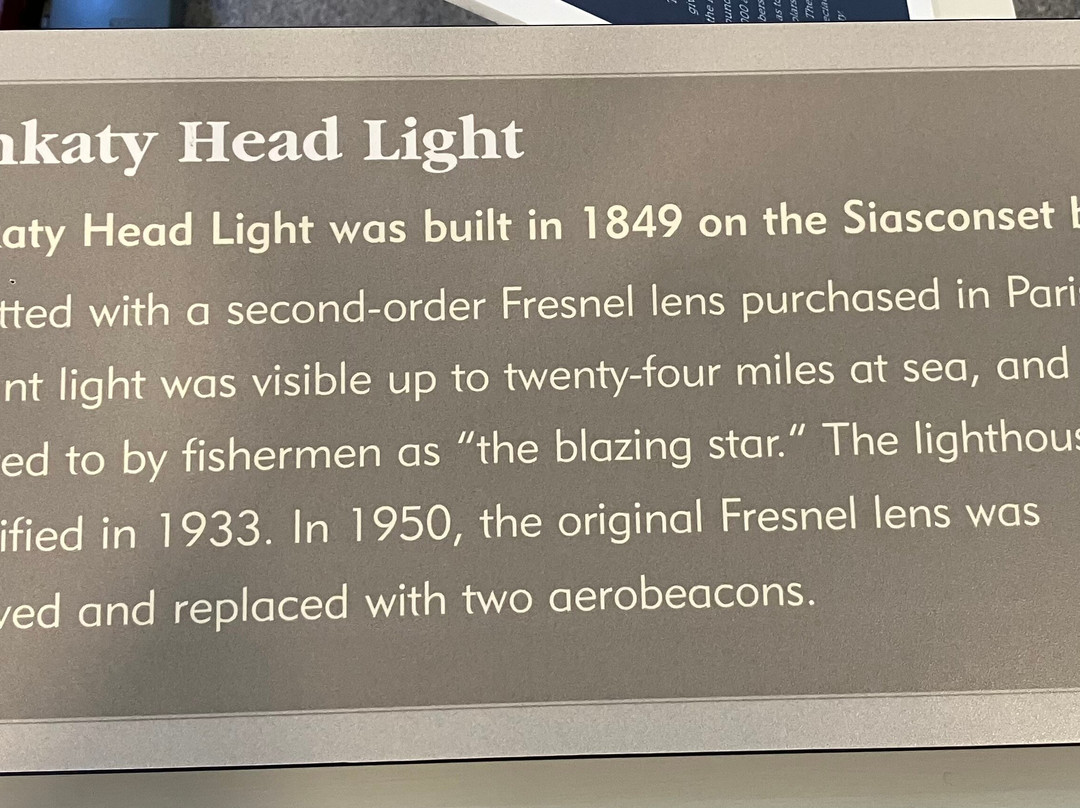 nkaty Head Light
aty Head Light was built in 1849 on the Siasconset
tted with a second-order Fresnel lens purchased in Pari
nt light was visible up to twenty-four miles at sea, and
ed to by fishermen as “the blazing star.” The lighthous
ified in 1933. In 1950, the original Fresnel lens was
ved and replaced with two aerobeacons.